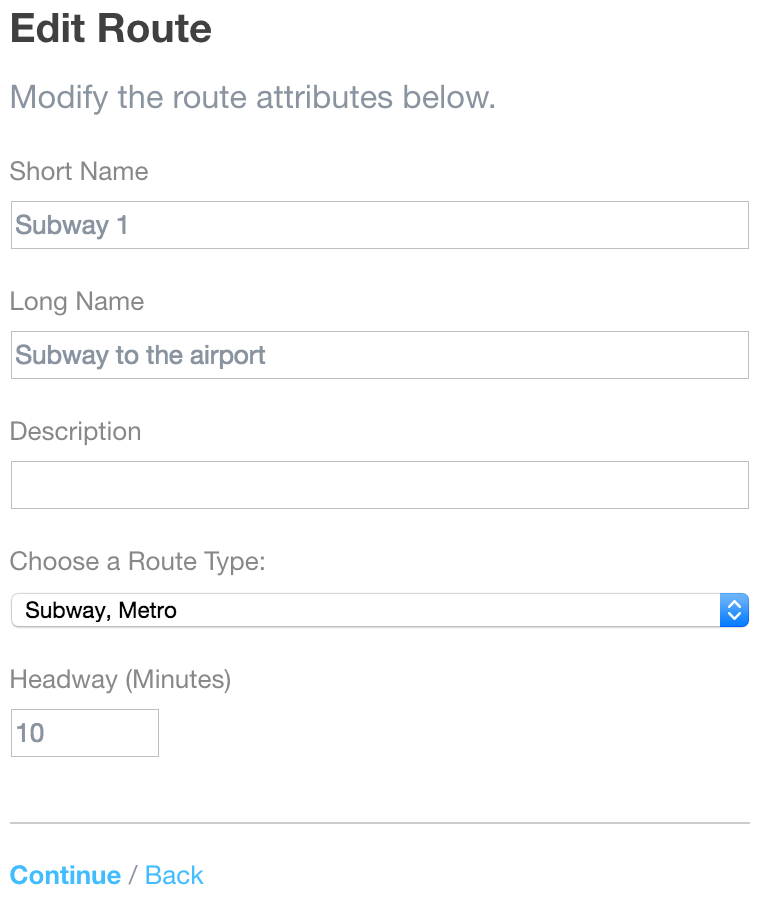 Edit Route
Modify the route attributes below.
Short Name
Subway 1
Long Name
Subway to the airport
Description
Choose a Route Type:
Subway, Metro
Headway (Minutes)
10
Continue / Back